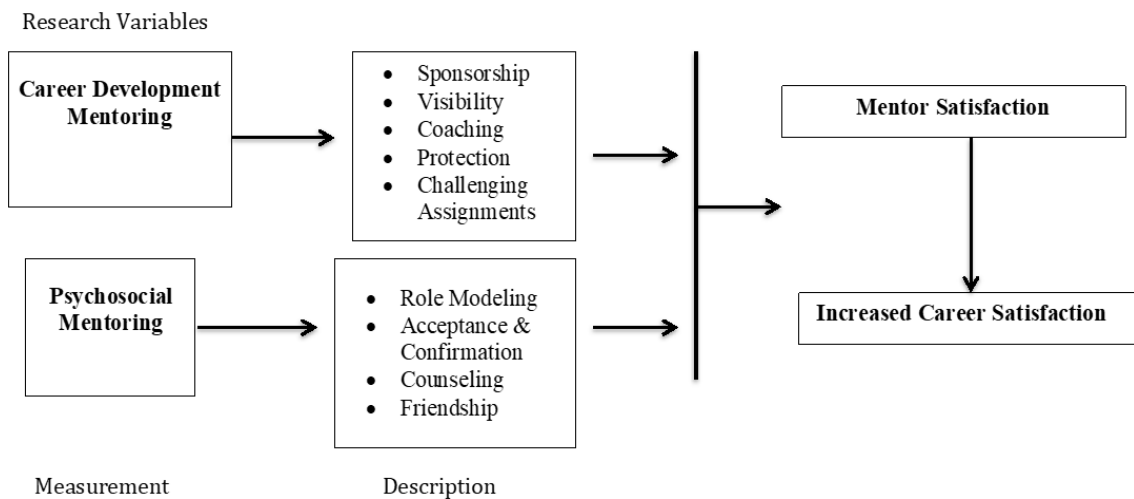 Research Variables
Career Development
Mentoring
• Sponsorship
• Visibility
• Coaching
• Protection
• Challenging
Assignments
Mentor Satisfaction
Psychosocial
Mentoring
• Role Modeling
• Acceptance &
Confirmation
• Counseling
• Friendship
Increased Career Satisfaction
Measurement
Description